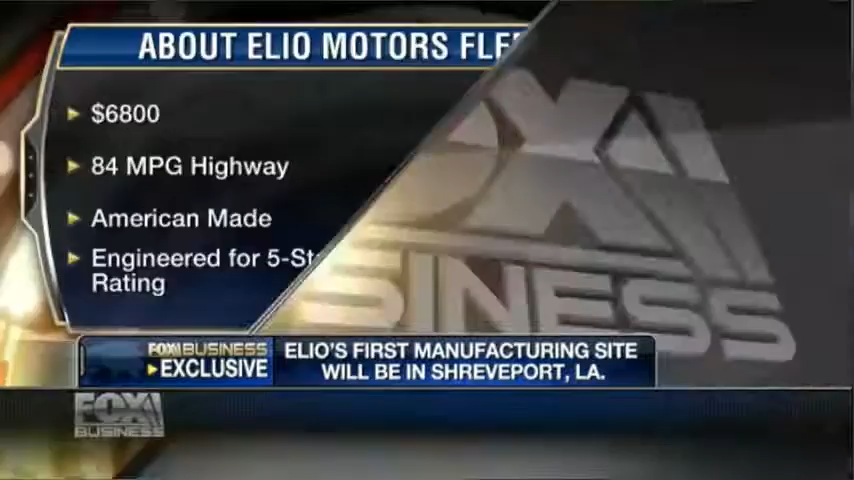 ABOUT ELIO MOTORS
$6800
84 MPG Highway
American Made
Engineered for
Rating
FOX BUSINESS
EXCLUSIVE
ELIO'S FIRST MANUFACTURING SITE
WILL BE IN SHREVEPORT, LA.
FOX
BUSINESS